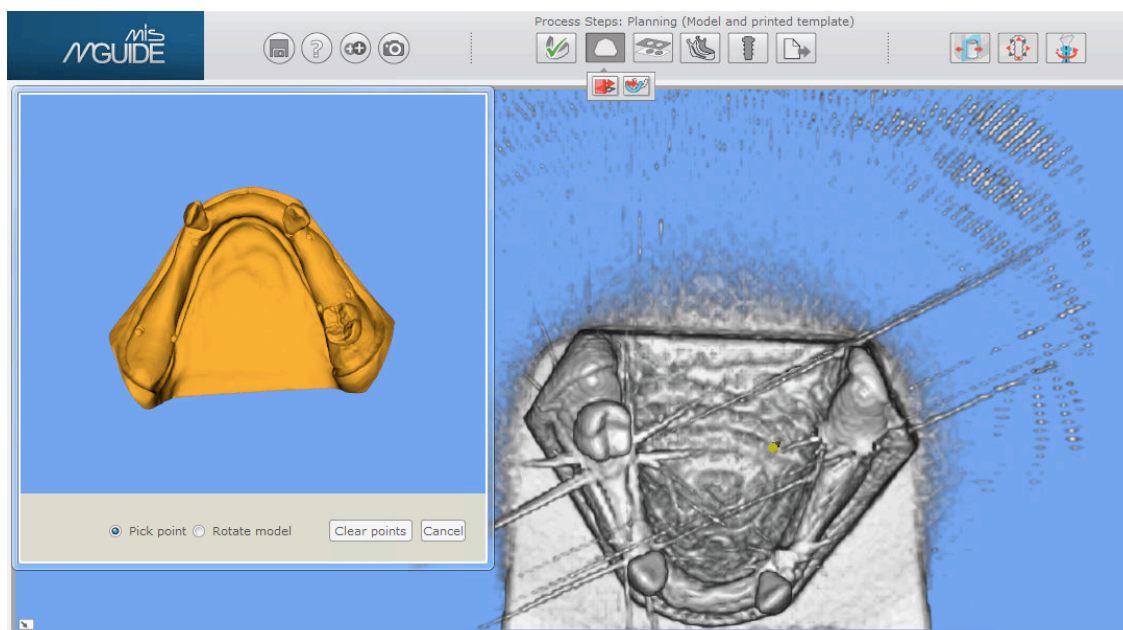 Process Steps: Planning (Model and printed template)
MIS
MGUIDE
?
Pick point Rotate model Clear points Cancel